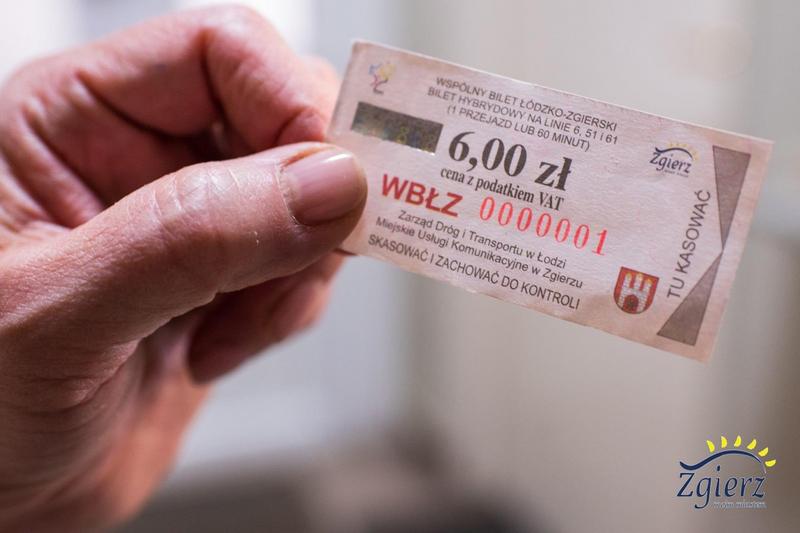 WSPÓLNY BILET ŁÓDZKO-ZGIERSKI
BILET HYBRYDOWY NA LINIE 6, 51 i 61
(1 PRZEJAZD LUB 60 MINUT)
6,00 zł
cena z podatkiem VAT
WBŁZ 0000001
Zarząd Dróg i Transportu w Łodzi
Miejskie Usługi Komunikacyjne w Zgierzu
SKASOWAĆ I ZACHOWAĆ DO KONTROLI
Zgierz
TU KASOWAĆ
Zgierz
moim miastem